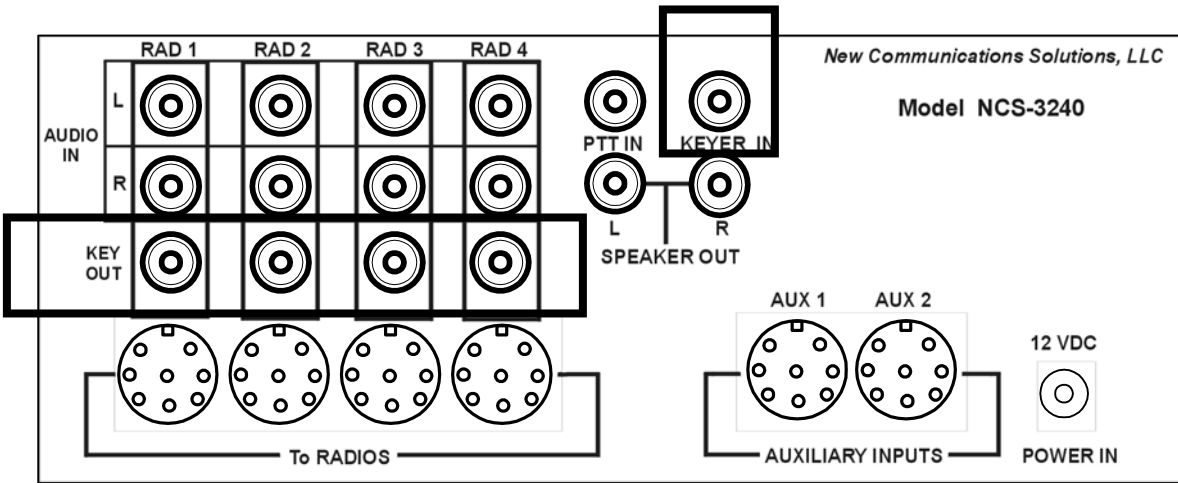 RAD 1 RAD 2 RAD 3 RAD 4
New Communications Solutions, LLC
Model NCS-3240
L
AUDIO
IN
PTT IN KEYER IN
R
L R
KEY
OUT
SPEAKER OUT
AUX 1 AUX 2
12 VDC
To RADIOS
AUXILIARY INPUTS
POWER IN